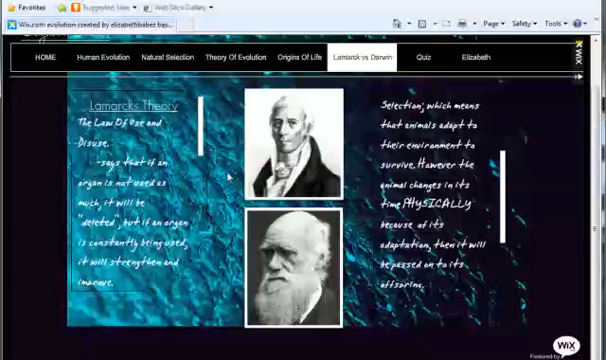 Favorites
Suggested Sites
Web Slice Gallery
Wix.com evolution created by elizabethbabes bas...
Page
Safety
Tools
HOME
Human Evolution
Natural Selection
Theory Of Evolution
Origins Of Life
Lamarck vs Darwin
Quiz
Elizabeth
WIX
Lamarcks Theory
The Law Of Use and
Disuse.
-says that if an
organ is not used as
much, it will be
"deleted", but if an organ
is constantly being used,
it will strengthen and
improve.
Selection; which means
that animals adapt to
their environment to
survive. However the
animal changes in its
time PHYSICALLY
because of its
adaptation, then it will
be passed on to its
offspring.
WIX
Powered by